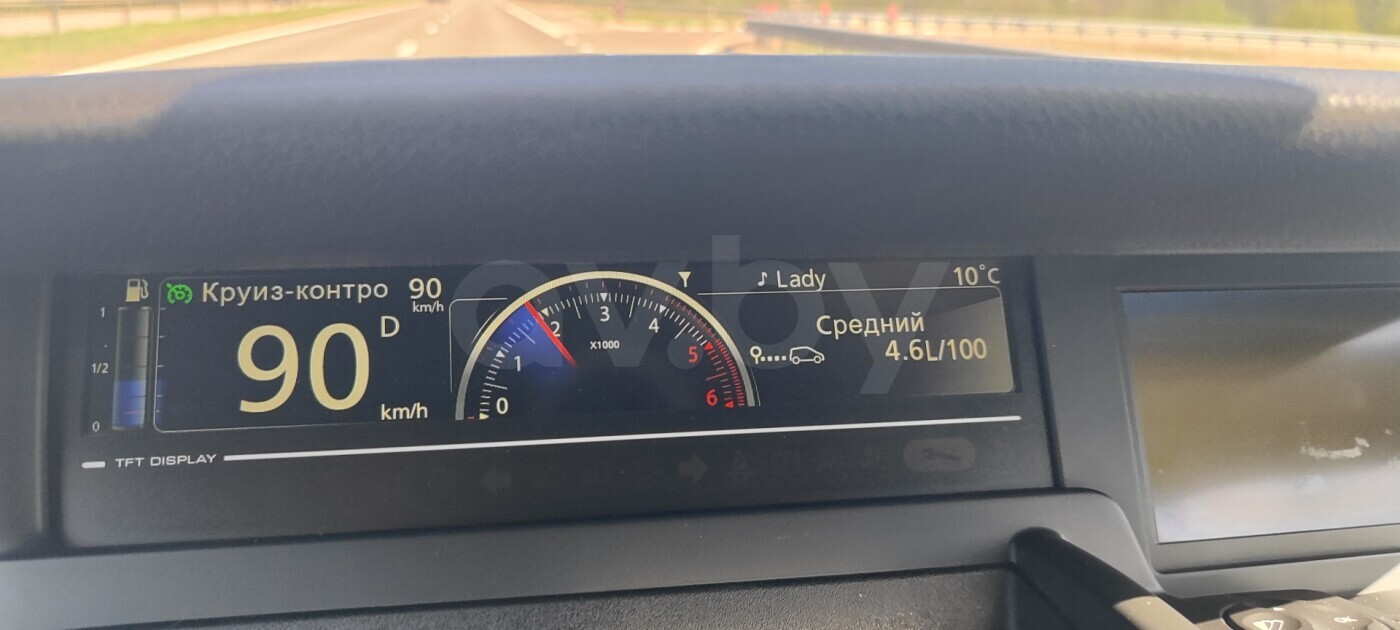 Круиз-контро 90
km/h
♪ Lady 10°C
1
1/2
0
90 D
km/h
0 1 2 3 4 5 6
X1000
Средний
4.6L/100
TFT DISPLAY
av.by
OK